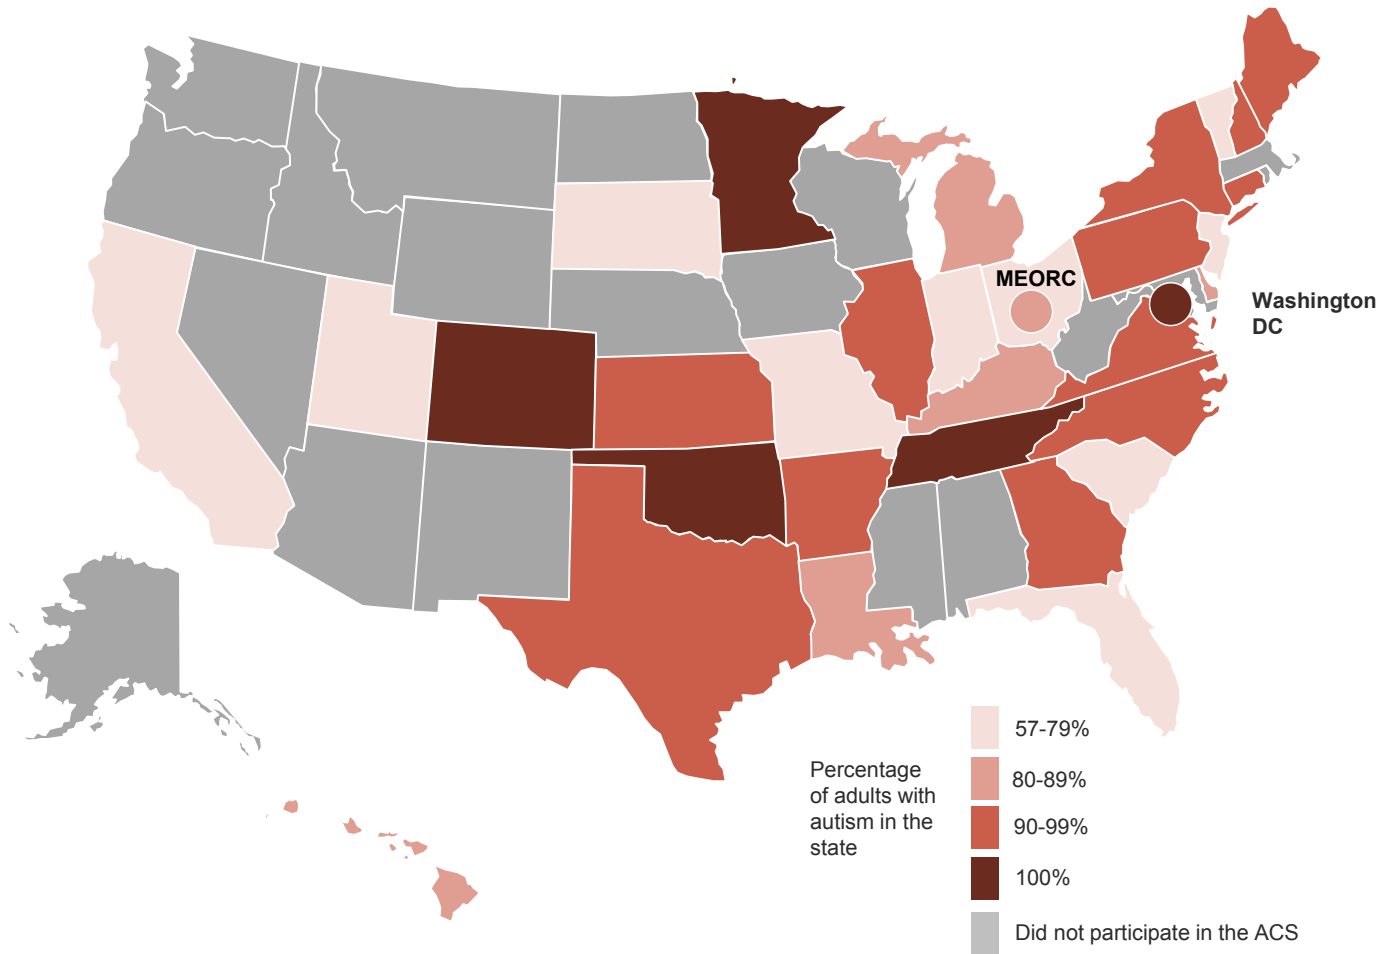 MEORC
Washington
DC
Percentage
of adults with
autism in the
state
57-79%
80-89%
90-99%
100%
Did not participate in the ACS